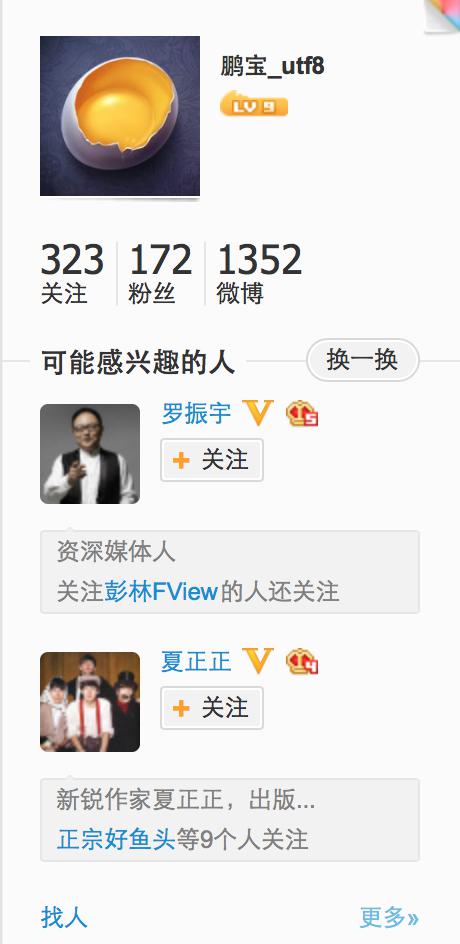 鹏宝_utf8
LV 9
323 172 1352
关注 粉丝 微博
可能感兴趣的人 换一换
罗振宇 V 5
+ 关注
资深媒体人
关注彭林FView的人还关注
夏正正 V 4
+ 关注
新锐作家夏正正，出版...
正宗好鱼头等9个人关注
找人 更多»